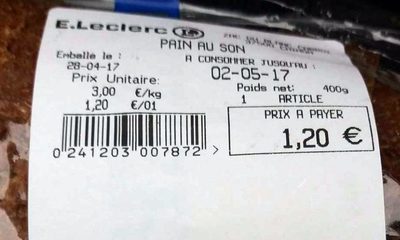 E.Leclerc L
PAIN AU SON
Emballe le : A CONSOMMER JUSQU'AU :
28-04-17 02-05-17
Prix Unitaire: Poids net: 400g
3,00 €/kg 1 ARTICLE
1,20 €/01 PRIX A PAYER
1,20 €
0 241203 007872 >